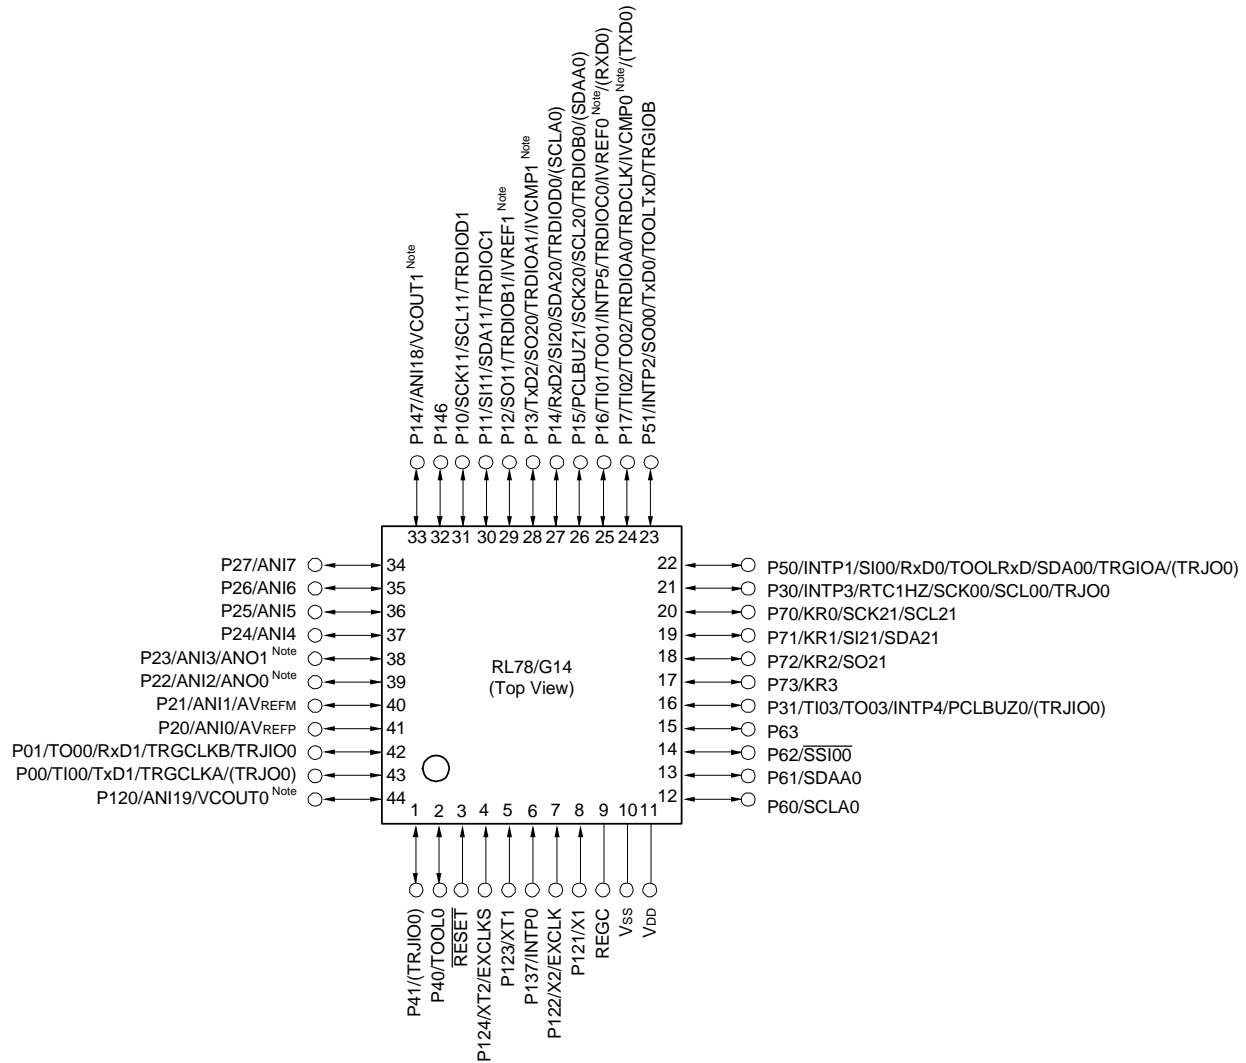 P147/ANI18/VCOUT1 Note
P146
P10/SCK11/SCL11/TRDIOD1
P11/SI11/SDA11/TRDIOC1
P12/SO11/TRDIOB1/IVREF1 Note
P13/TxD2/SO20/TRDIOA1/IVCMP1 Note
P14/RxD2/SI20/SDA20/TRDIOD0/(SCLA0)
P15/PCLBUZ1/SCK20/SCL20/TRDIOB0/(SDAA0)
P16/TI01/TO01/INTP5/TRDIOC0/IVREF0 Note/(RXD0)
P17/TI02/TO02/TRDIOA0/TRDCLK/IVCMP0 Note/(TXD0)
P51/INTP2/SO00/TxD0/TOOLTxD/TRGIOB
33 32 31 30 29 28 27 26 25 24 23
P27/ANI7 34
P26/ANI6 35
P25/ANI5 36
P24/ANI4 37
P23/ANI3/ANO1 Note 38
P22/ANI2/ANO0 Note 39
P21/ANI1/AVREFM 40
P20/ANI0/AVREFP 41
P01/TO00/RxD1/TRGCLKB/TRJIO0 42
P00/TI00/TxD1/TRGCLKA/(TRJO0) 43
P120/ANI19/VCOUT0 Note 44
RL78/G14
(Top View)
22 P50/INTP1/SI00/RxD0/TOOLRxD/SDA00/TRGIOA/(TRJO0)
21 P30/INTP3/RTC1HZ/SCK00/SCL00/TRJO0
20 P70/KR0/SCK21/SCL21
19 P71/KR1/SI21/SDA21
18 P72/KR2/SO21
17 P73/KR3
16 P31/TI03/TO03/INTP4/PCLBUZ0/(TRJIO0)
15 P63
14 P62/SSI00
13 P61/SDAA0
12 P60/SCLA0
1 2 3 4 5 6 7 8 9 10 11
P41/(TRJIO0)
P40/TOOL0
RESET
P124/XT2/EXCLKS
P123/XT1
P137/INTP0
P122/X2/EXCLK
P121/X1
REGC
VSS
VDD